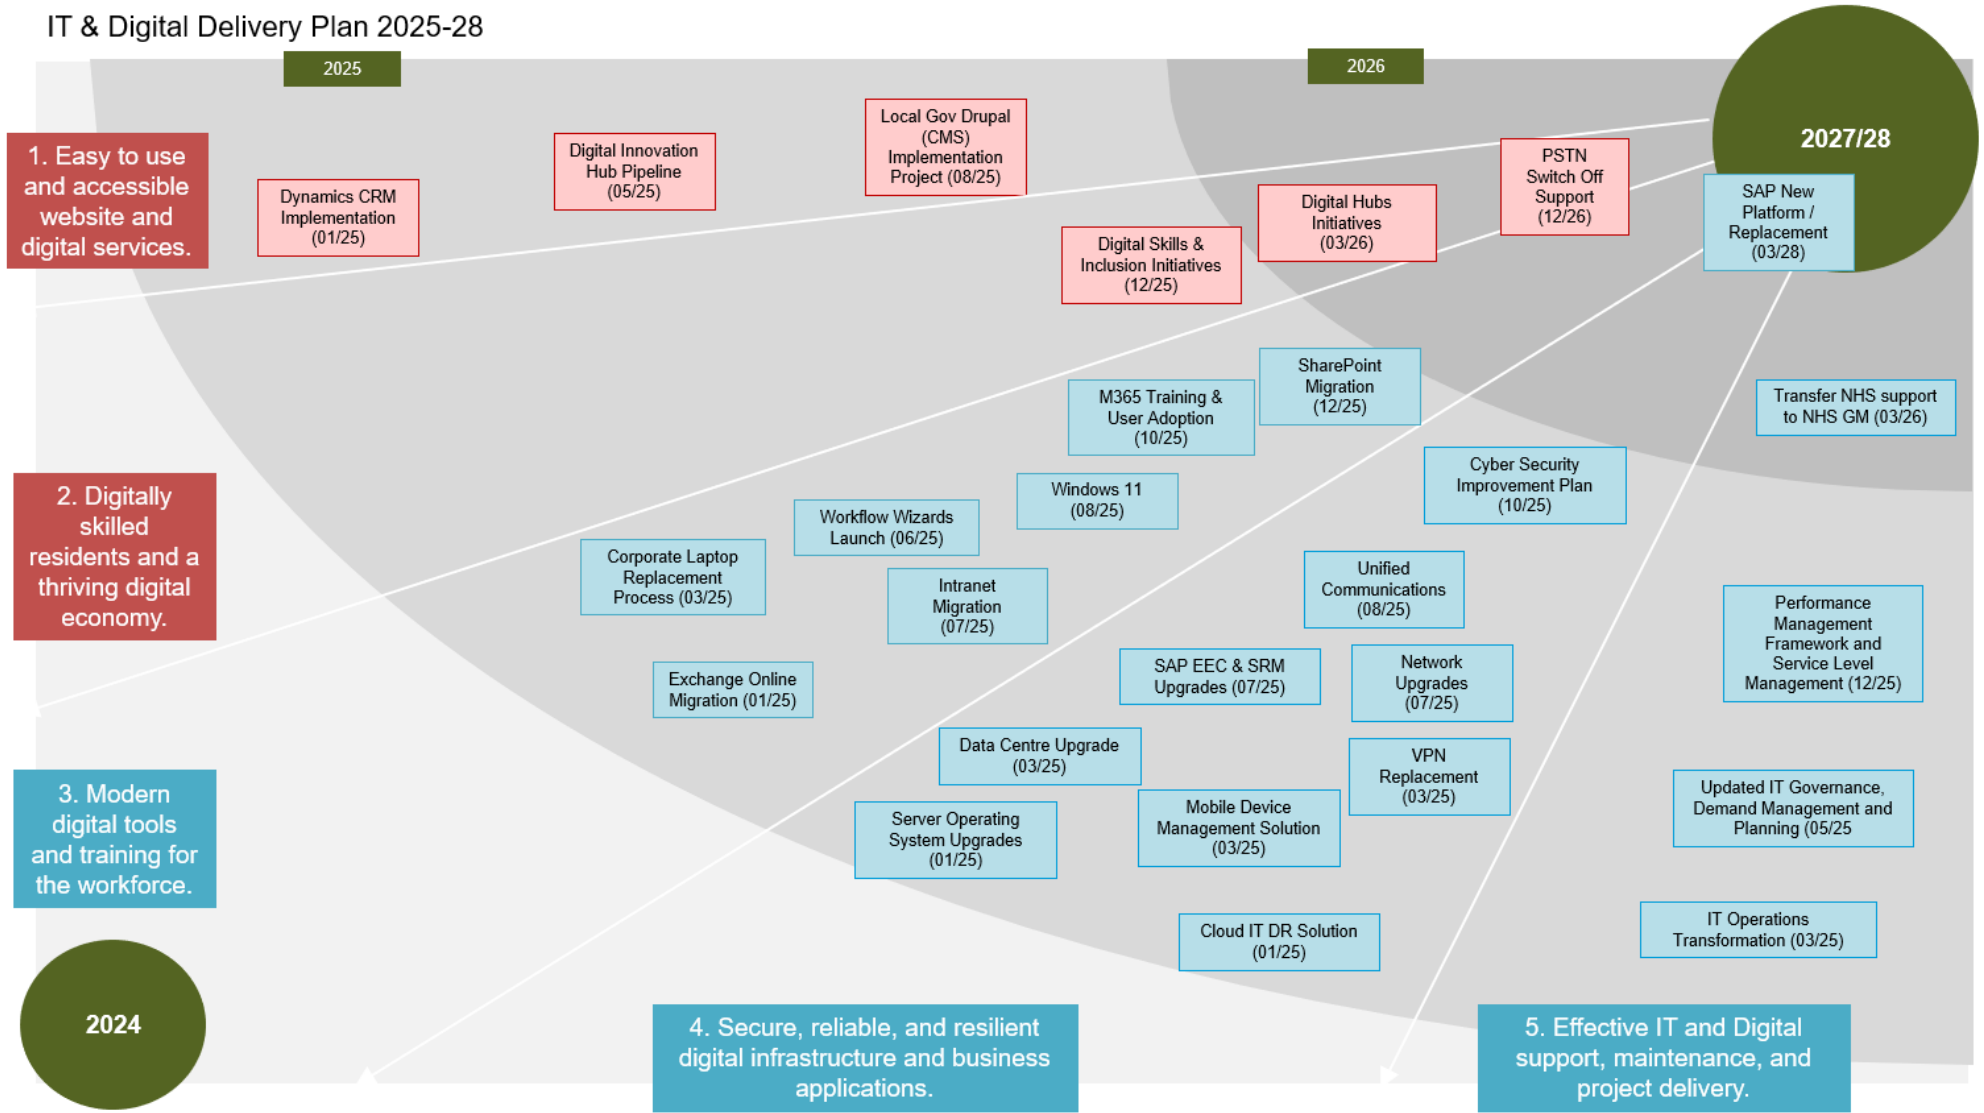 IT & Digital Delivery Plan 2025-28
2025
2026
2027/28
1. Easy to use
and accessible
website and
digital services.
Dynamics CRM
Implementation
(01/25)
Digital Innovation
Hub Pipeline
(05/25)
Local Gov Drupal
(CMS)
Implementation
Project (08/25)
Digital Skills &
Inclusion Initiatives
(12/25)
Digital Hubs
Initiatives
(03/26)
PSTN
Switch Off
Support
(12/26)
SAP New
Platform /
Replacement
(03/28)
2. Digitally
skilled
residents and a
thriving digital
economy.
M365 Training &
User Adoption
(10/25)
SharePoint
Migration
(12/25)
Transfer NHS support
to NHS GM (03/26)
Windows 11
(08/25)
Cyber Security
Improvement Plan
(10/25)
Workflow Wizards
Launch (06/25)
Corporate Laptop
Replacement
Process (03/25)
Intranet
Migration
(07/25)
Unified
Communications
(08/25)
Performance
Management
Framework and
Service Level
Management (12/25)
Exchange Online
Migration (01/25)
SAP EEC & SRM
Upgrades (07/25)
Network
Upgrades
(07/25)
3. Modern
digital tools
and training for
the workforce.
Data Centre Upgrade
(03/25)
VPN
Replacement
(03/25)
Server Operating
System Upgrades
(01/25)
Mobile Device
Management Solution
(03/25)
Updated IT Governance,
Demand Management and
Planning (05/25
Cloud IT DR Solution
(01/25)
IT Operations
Transformation (03/25)
2024
4. Secure, reliable, and resilient
digital infrastructure and business
applications.
5. Effective IT and Digital
support, maintenance, and
project delivery.